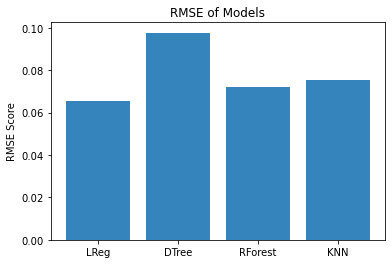 RMSE of Models
RMSE Score
0.10
0.08
0.06
0.04
0.02
0.00
LReg DTree RForest KNN